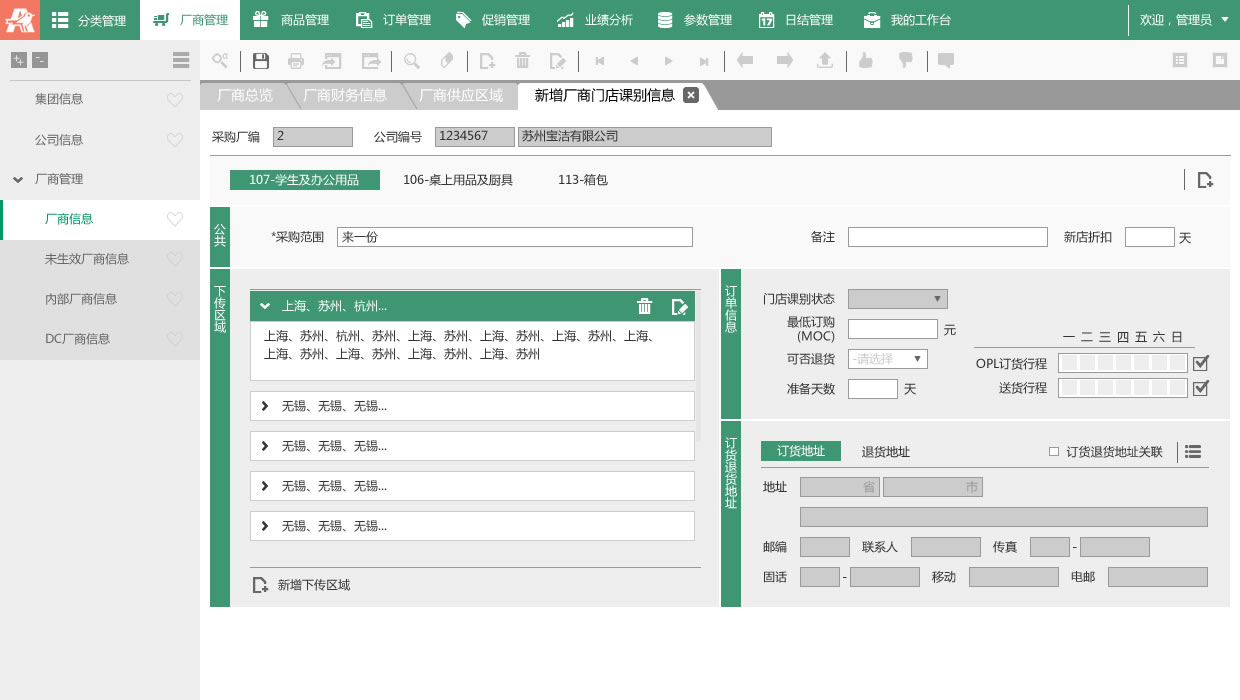 分类管理 厂商管理 商品管理 订单管理 促销管理 业绩分析 参数管理 17 日结管理 我的工作台 欢迎，管理员
集团信息
公司信息
厂商管理
厂商信息
未生效厂商信息
内部厂商信息
DC厂商信息
厂商总览 厂商财务信息 厂商供应区域 新增厂商门店课别信息
采购厂编 2 公司编号 1234567 苏州宝洁有限公司
107-学生及办公用品 106-桌上用品及厨具 113-箱包
公共
*采购范围 来一份 备注 新店折扣 天
下传区域
上海、苏州、杭州...
上海、苏州、杭州、苏州、上海、苏州、上海、苏州、上海、苏州、上海、
上海、苏州、上海、苏州、上海、苏州、上海、苏州
无锡、无锡、无锡...
无锡、无锡、无锡...
无锡、无锡、无锡...
无锡、无锡、无锡...
新增下传区域
订单信息
门店课别状态
最低订购
(MOC) 元
可否退货 -请选择
准备天数 天
一 二 三 四 五 六 日
OPL订货行程
送货行程
订货退货地址
订货地址 退货地址 订货退货地址关联
地址 省 市
邮编 联系人 传真 -
固话 - 移动 电邮